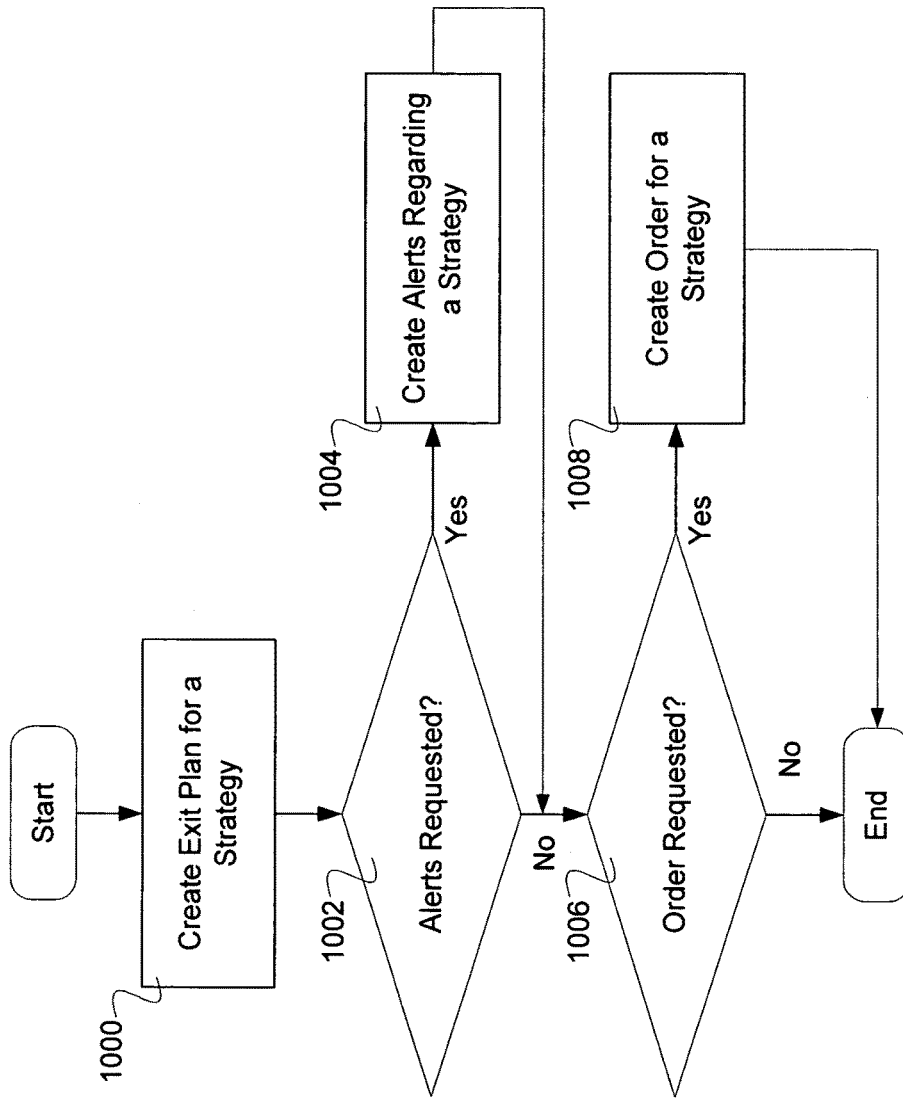 Start
1000
Create Exit Plan for a
Strategy
1002
Alerts Requested?
Yes
1004
Create Alerts Regarding
a Strategy
No
1006
Order Requested?
Yes
1008
Create Order for a
Strategy
No
End